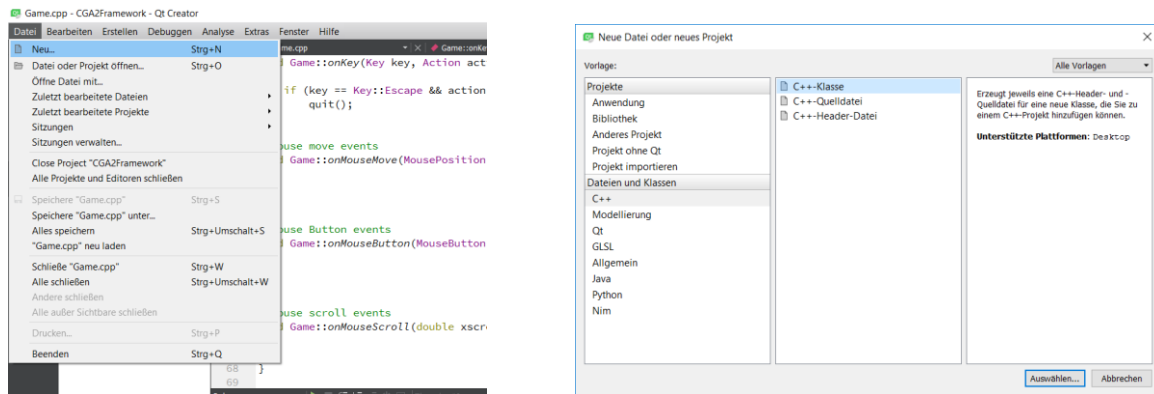 Game.cpp - CGA2Framework - Qt Creator
Datei Bearbeiten Erstellen Debuggen Analyse Extras Fenster Hilfe
Neu... Strg+N
Datei oder Projekt öffnen... Strg+O
Öffne Datei mit...
Zuletzt bearbeitete Dateien
Zuletzt bearbeitete Projekte
Sitzungen
Sitzungen verwalten...
Close Project "CGA2Framework"
Alle Projekte und Editoren schließen
Speichere "Game.cpp" Strg+S
Speichere "Game.cpp" unter...
Alles speichern Strg+Umschalt+S
"Game.cpp" neu laden
Schließe "Game.cpp" Strg+W
Alle schließen Strg+Umschalt+W
Andere schließen
Alle außer Sichtbare schließen
Drucken... Strg+P
Beenden Strg+Q
me.cpp Game::onKe
Game::onKey(Key key, Action act
if (key == Key::Escape && action
quit();
ouse move events
Game::onMouseMove(MousePosition
ouse Button events
Game::onMouseButton(MouseButton
ouse scroll events
Game::onMouseScroll(double xscr
68 }
69
Neue Datei oder neues Projekt
Vorlage: Alle Vorlagen
Projekte
Anwendung
Bibliothek
Anderes Projekt
Projekt ohne Qt
Projekt importieren
Dateien und Klassen
C++
Modellierung
Qt
GLSL
Allgemein
Java
Python
Nim
C++-Klasse
C++-Quelldatei
C++-Header-Datei
Erzeugt jeweils eine C++-Header- und -
Quelldatei für eine neue Klasse, die Sie zu
einem C++-Projekt hinzufügen können.
Unterstützte Plattformen: Desktop
Auswählen... Abbrechen